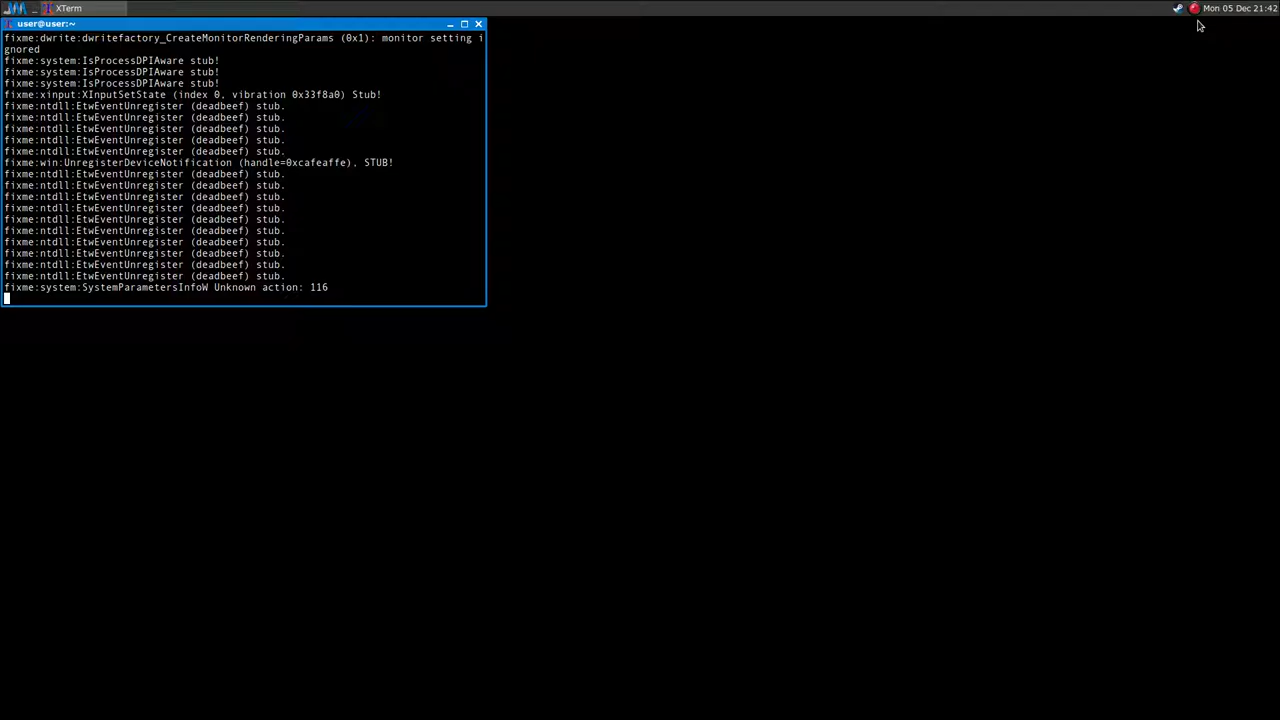 XTerm
Mon 05 Dec 21:42
user@user:~
fixme:dwrite:dwritefactory_CreateMonitorRenderingParams (0x1): monitor setting i
gnored
fixme:system:IsProcessDPIAware stub!
fixme:system:IsProcessDPIAware stub!
fixme:system:IsProcessDPIAware stub!
fixme:xinput:XInputSetState (index 0, vibration 0x33f8a0) Stub!
fixme:ntdll:EtwEventUnregister (deadbeef) stub.
fixme:ntdll:EtwEventUnregister (deadbeef) stub.
fixme:ntdll:EtwEventUnregister (deadbeef) stub.
fixme:ntdll:EtwEventUnregister (deadbeef) stub.
fixme:ntdll:EtwEventUnregister (deadbeef) stub.
fixme:win:UnregisterDeviceNotification (handle=0xcafeaffe), STUB!
fixme:ntdll:EtwEventUnregister (deadbeef) stub.
fixme:ntdll:EtwEventUnregister (deadbeef) stub.
fixme:ntdll:EtwEventUnregister (deadbeef) stub.
fixme:ntdll:EtwEventUnregister (deadbeef) stub.
fixme:ntdll:EtwEventUnregister (deadbeef) stub.
fixme:ntdll:EtwEventUnregister (deadbeef) stub.
fixme:ntdll:EtwEventUnregister (deadbeef) stub.
fixme:ntdll:EtwEventUnregister (deadbeef) stub.
fixme:ntdll:EtwEventUnregister (deadbeef) stub.
fixme:ntdll:EtwEventUnregister (deadbeef) stub.
fixme:system:SystemParametersInfoW Unknown action: 116